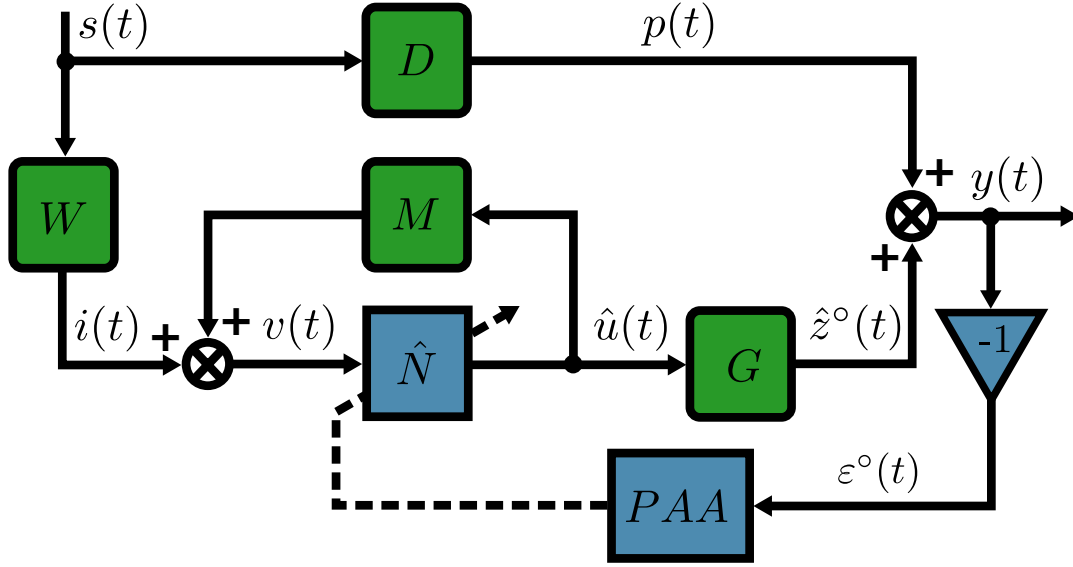 s(t)
D
p(t)
W
M
+
y(t)
+
i(t)
+
+
v(t)
N̂
û(t)
G
ẑ°(t)
-1
PAA
ε°(t)